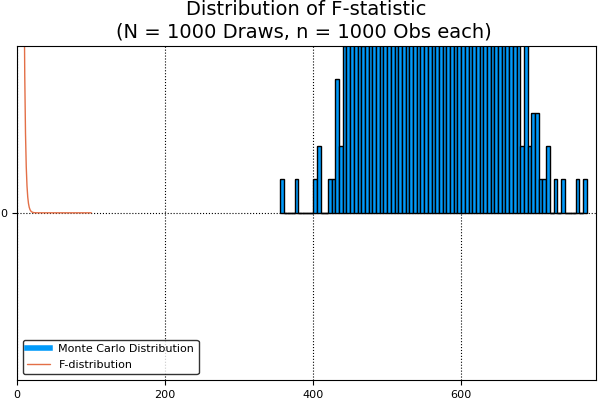 Distribution of F-statistic
(N = 1000 Draws, n = 1000 Obs each)
0
Monte Carlo Distribution
F-distribution
0 200 400 600